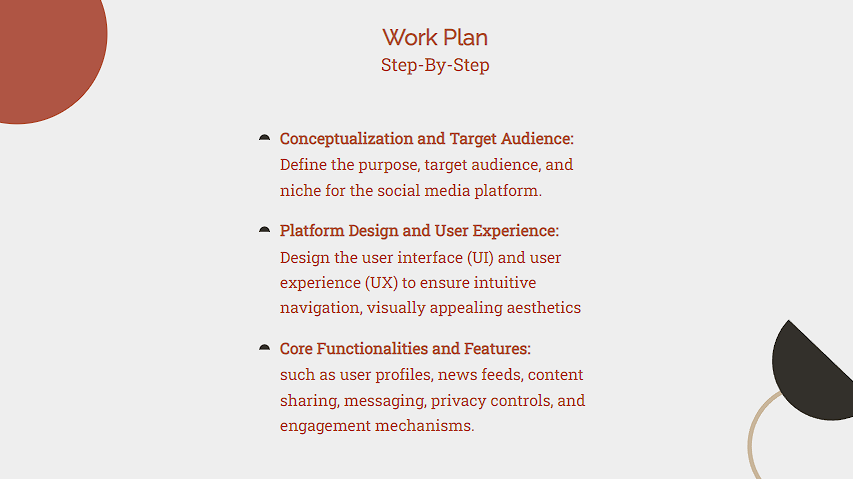 Work Plan
Step-By-Step
Conceptualization and Target Audience:
Define the purpose, target audience, and
niche for the social media platform.
Platform Design and User Experience:
Design the user interface (UI) and user
experience (UX) to ensure intuitive
navigation, visually appealing aesthetics
Core Functionalities and Features:
such as user profiles, news feeds, content
sharing, messaging, privacy controls, and
engagement mechanisms.